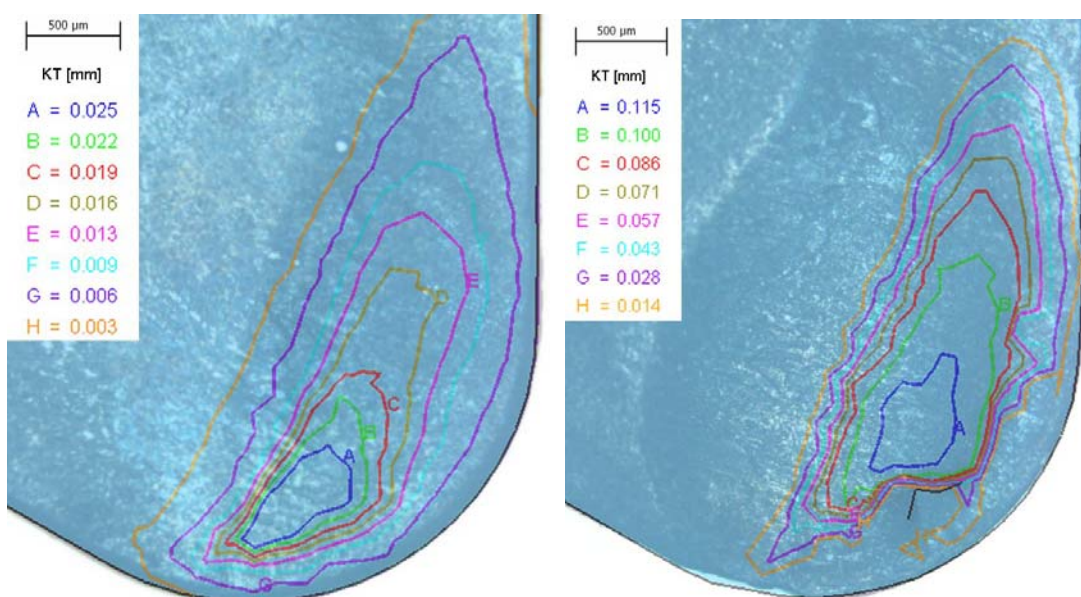 500 µm
KT [mm]
A = 0.025
B = 0.022
C = 0.019
D = 0.016
E = 0.013
F = 0.009
G = 0.006
H = 0.003
A
B
C
D
E
G
500 µm
KT [mm]
A = 0.115
B = 0.100
C = 0.086
D = 0.071
E = 0.057
F = 0.043
G = 0.028
H = 0.014
B
A